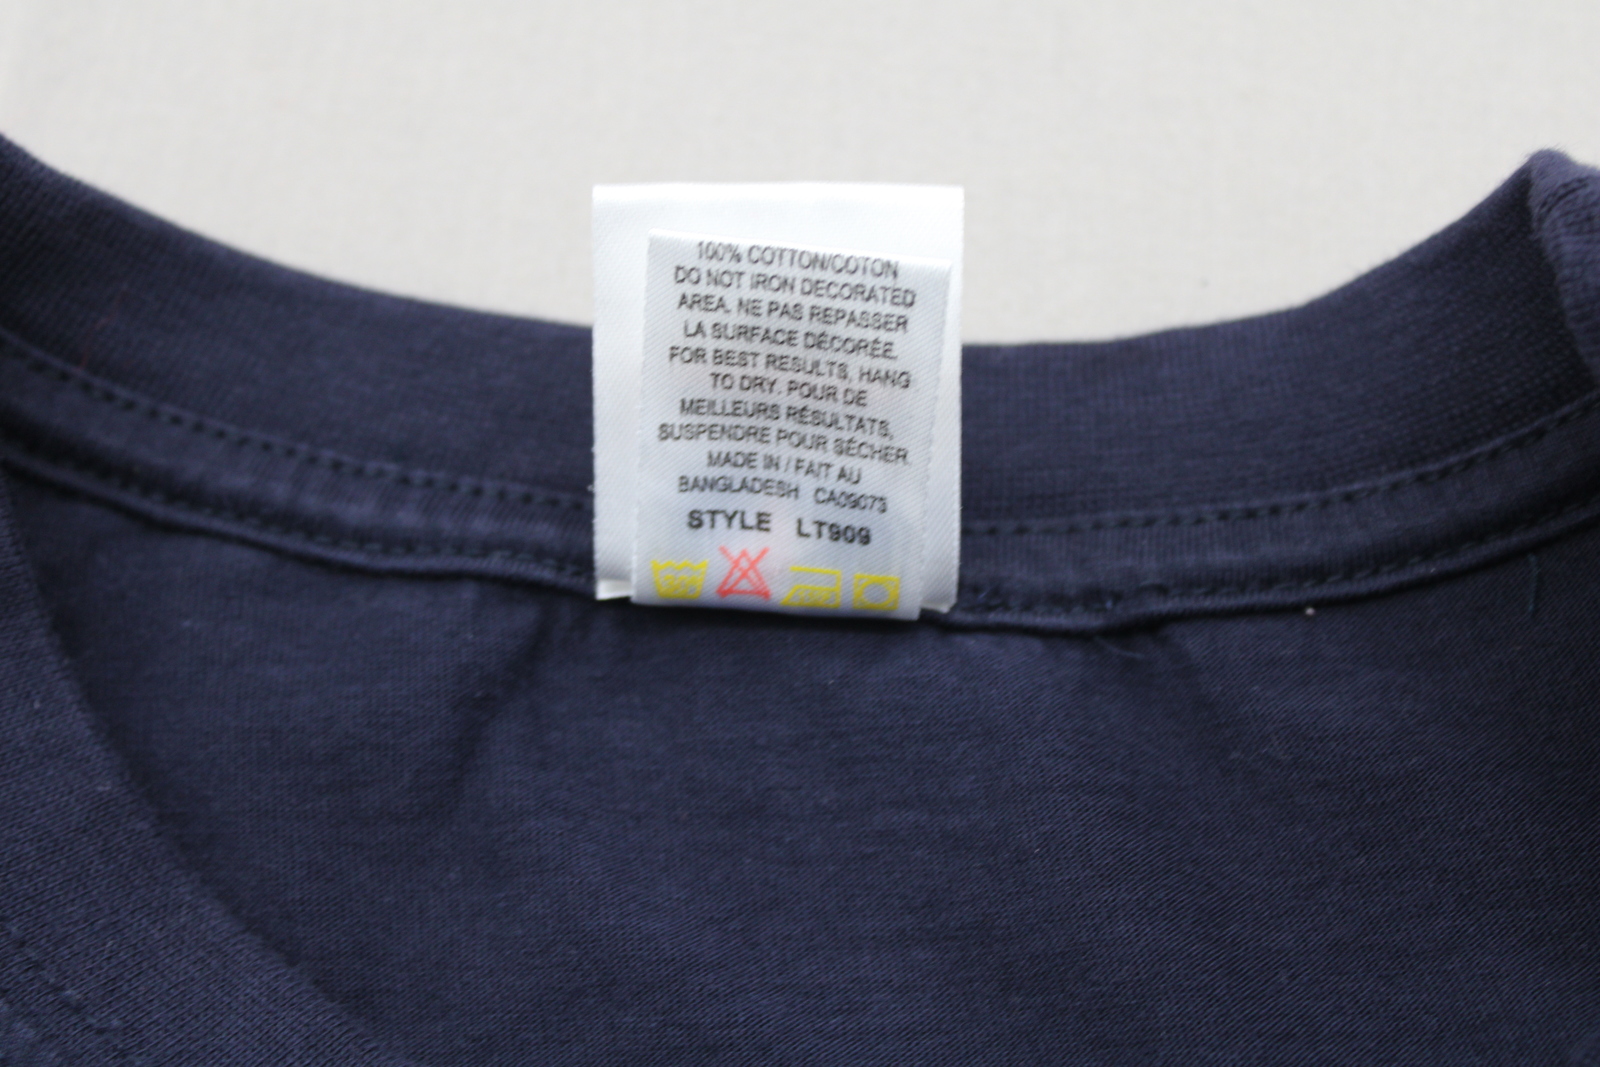 100% COTTON/COTON
DO NOT IRON DECORATED
AREA. NE PAS REPASSER
LA SURFACE DÉCORÉE.
FOR BEST RESULTS, HANG
TO DRY. POUR DE
MEILLEURS RÉSULTATS,
SUSPENDRE POUR SÉCHER.
MADE IN / FAIT AU
BANGLADESH CA09073
STYLE LT909